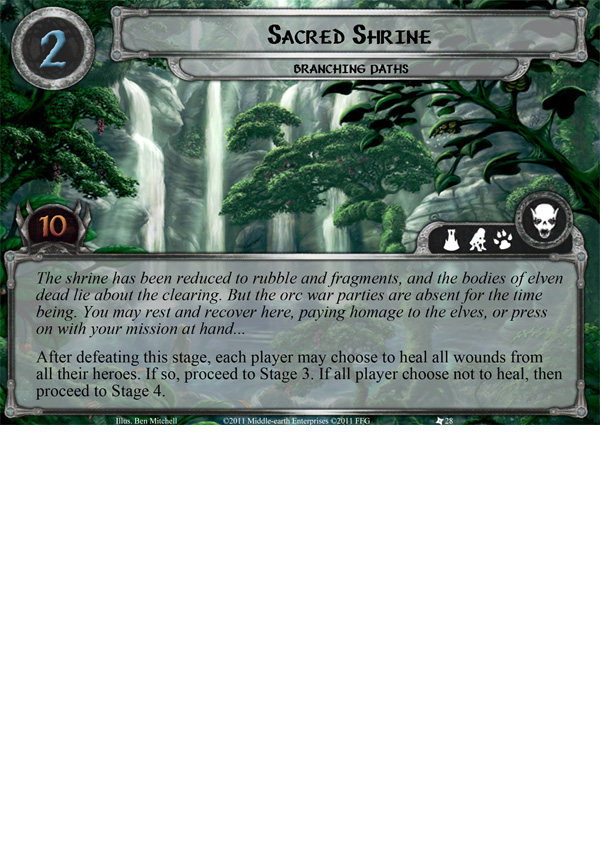 2
SACRED SHRINE
BRANCHING PATHS
10
The shrine has been reduced to rubble and fragments, and the bodies of elven
dead lie about the clearing. But the orc war parties are absent for the time
being. You may rest and recover here, paying homage to the elves, or press
on with your mission at hand...
After defeating this stage, each player may choose to heal all wounds from
all their heroes. If so, proceed to Stage 3. If all player choose not to heal, then
proceed to Stage 4.
Illus. Ben Mitchell ©2011 Middle-earth Enterprises ©2011 FFG 28